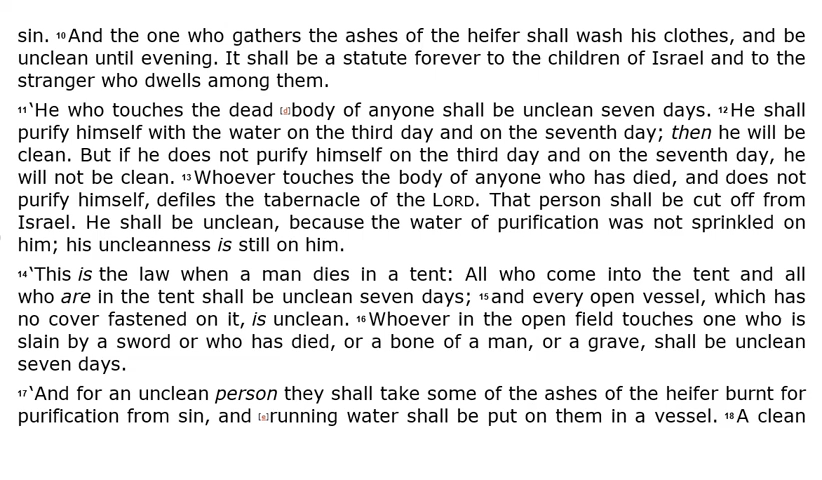 sin. 10And the one who gathers the ashes of the heifer shall wash his clothes, and be
unclean until evening. It shall be a statute forever to the children of Israel and to the
stranger who dwells among them.
11‘He who touches the dead [d]body of anyone shall be unclean seven days. 12He shall
purify himself with the water on the third day and on the seventh day; then he will be
clean. But if he does not purify himself on the third day and on the seventh day, he
will not be clean. 13Whoever touches the body of anyone who has died, and does not
purify himself, defiles the tabernacle of the LORD. That person shall be cut off from
Israel. He shall be unclean, because the water of purification was not sprinkled on
him; his uncleanness is still on him.
14‘This is the law when a man dies in a tent: All who come into the tent and all
who are in the tent shall be unclean seven days; 15and every open vessel, which has
no cover fastened on it, is unclean. 16Whoever in the open field touches one who is
slain by a sword or who has died, or a bone of a man, or a grave, shall be unclean
seven days.
17‘And for an unclean person they shall take some of the ashes of the heifer burnt for
purification from sin, and [e]running water shall be put on them in a vessel. 18A clean